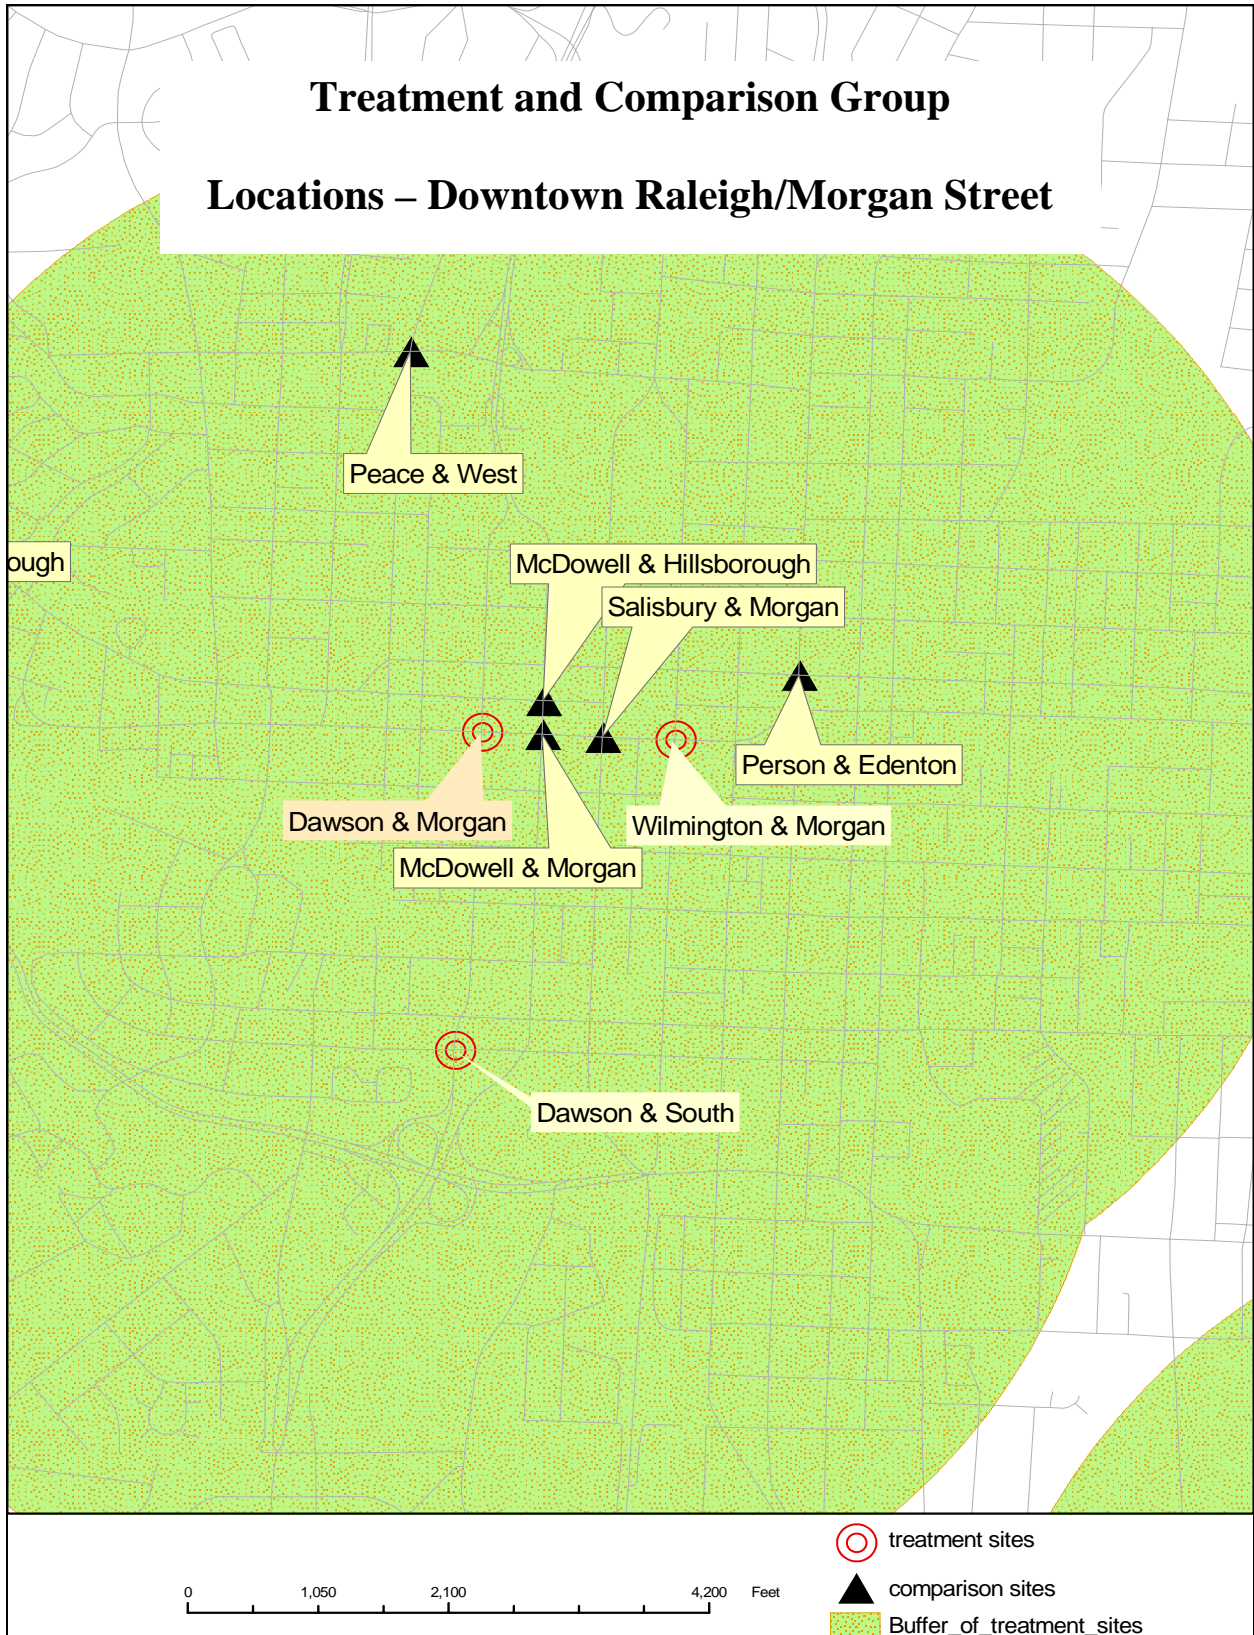 Treatment and Comparison Group
Locations – Downtown Raleigh/Morgan Street
Peace & West
ough
McDowell & Hillsborough
Salisbury & Morgan
Person & Edenton
Dawson & Morgan
Wilmington & Morgan
McDowell & Morgan
Dawson & South
treatment sites
0 1,050 2,100 4,200 Feet
comparison sites
Buffer_of_treatment_sites